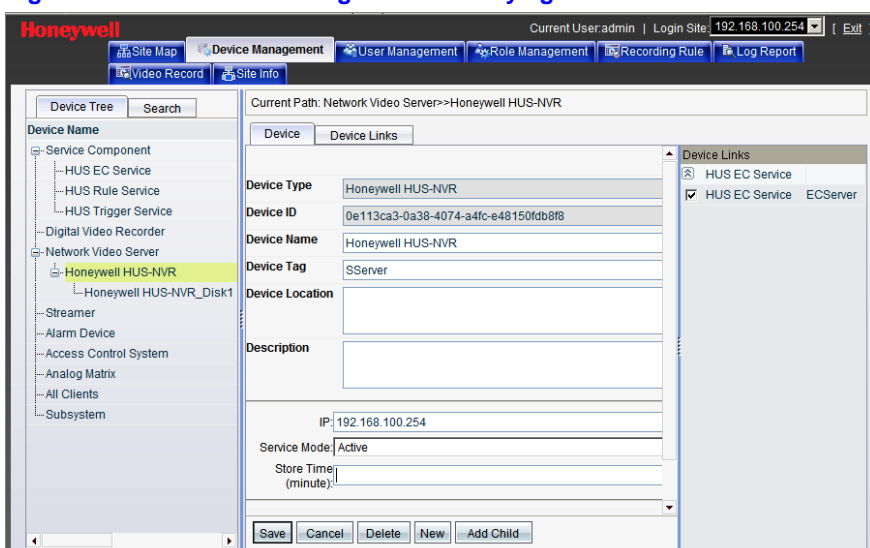 Honeywell
Current User:admin | Login Site: 192.168.100.254 [ Exit ]
Site Map Device Management User Management Role Management Recording Rule Log Report
Video Record Site Info
Device Tree Search
Device Name
Service Component
HUS EC Service
HUS Rule Service
HUS Trigger Service
Digital Video Recorder
Network Video Server
Honeywell HUS-NVR
Honeywell HUS-NVR_Disk1
Streamer
Alarm Device
Access Control System
Analog Matrix
All Clients
Subsystem
Current Path: Network Video Server>>Honeywell HUS-NVR
Device Device Links
Device Type Honeywell HUS-NVR
Device ID 0e113ca3-0a38-4074-a4fc-e48150fdb8f8
Device Name Honeywell HUS-NVR
Device Tag SServer
Device Location
Description
IP: 192.168.100.254
Service Mode: Active
Store Time
(minute):
Save Cancel Delete New Add Child
Device Links
HUS EC Service
HUS EC Service ECServer